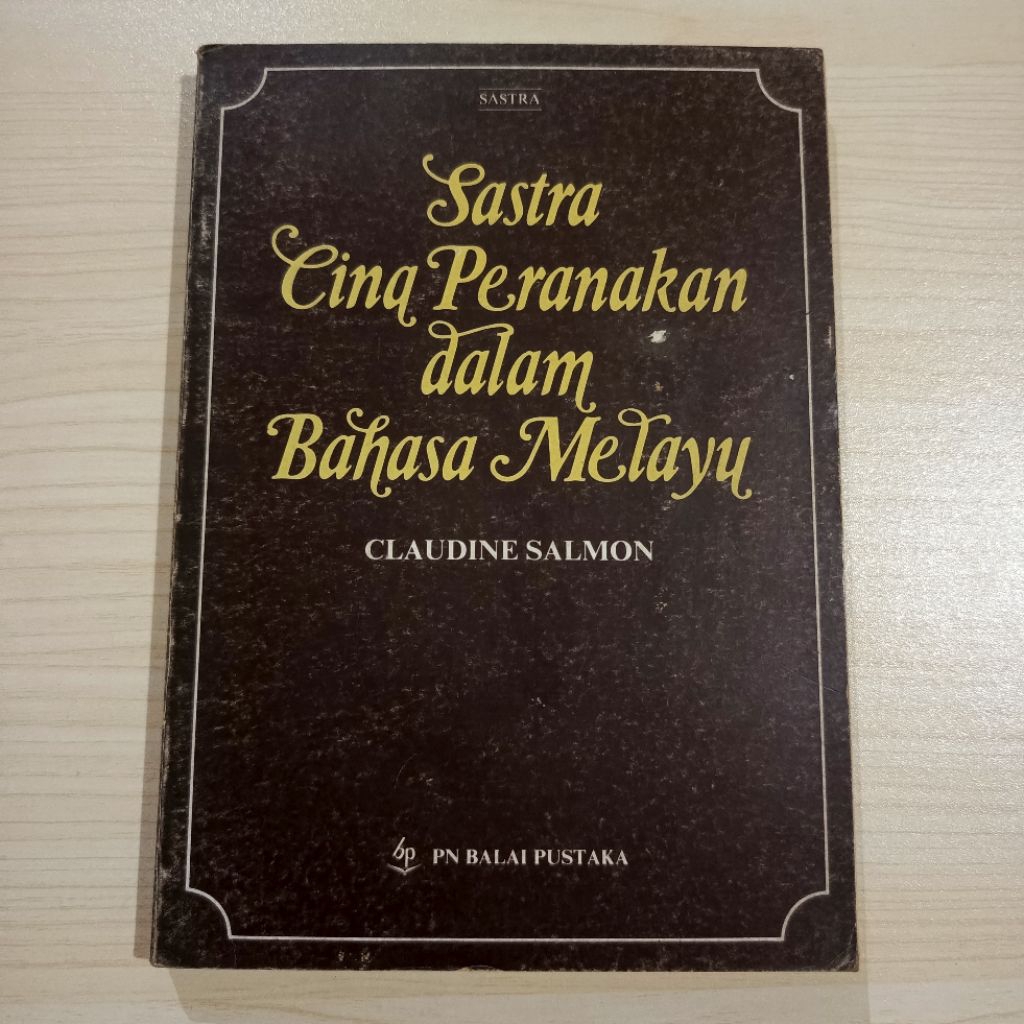 SASTRA
Sastra
Cina Peranakan
dalam
Bahasa Melayu
CLAUDINE SALMON
bp PN BALAI PUSTAKA